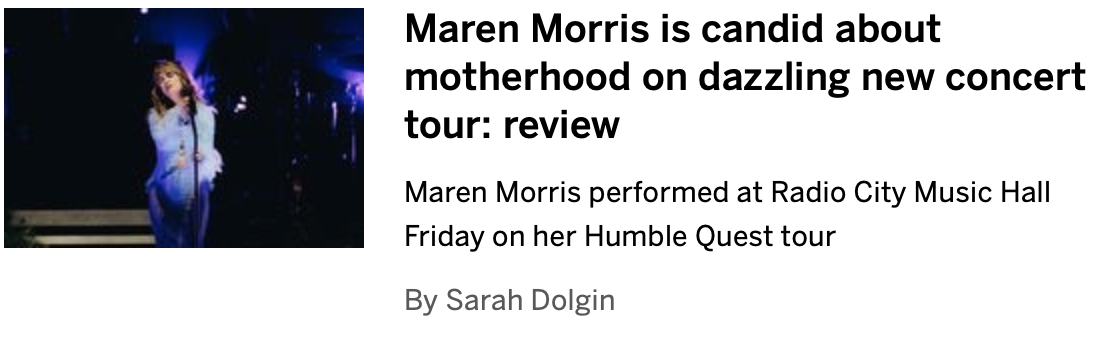 Maren Morris is candid about
motherhood on dazzling new concert
tour: review
Maren Morris performed at Radio City Music Hall
Friday on her Humble Quest tour
By Sarah Dolgin